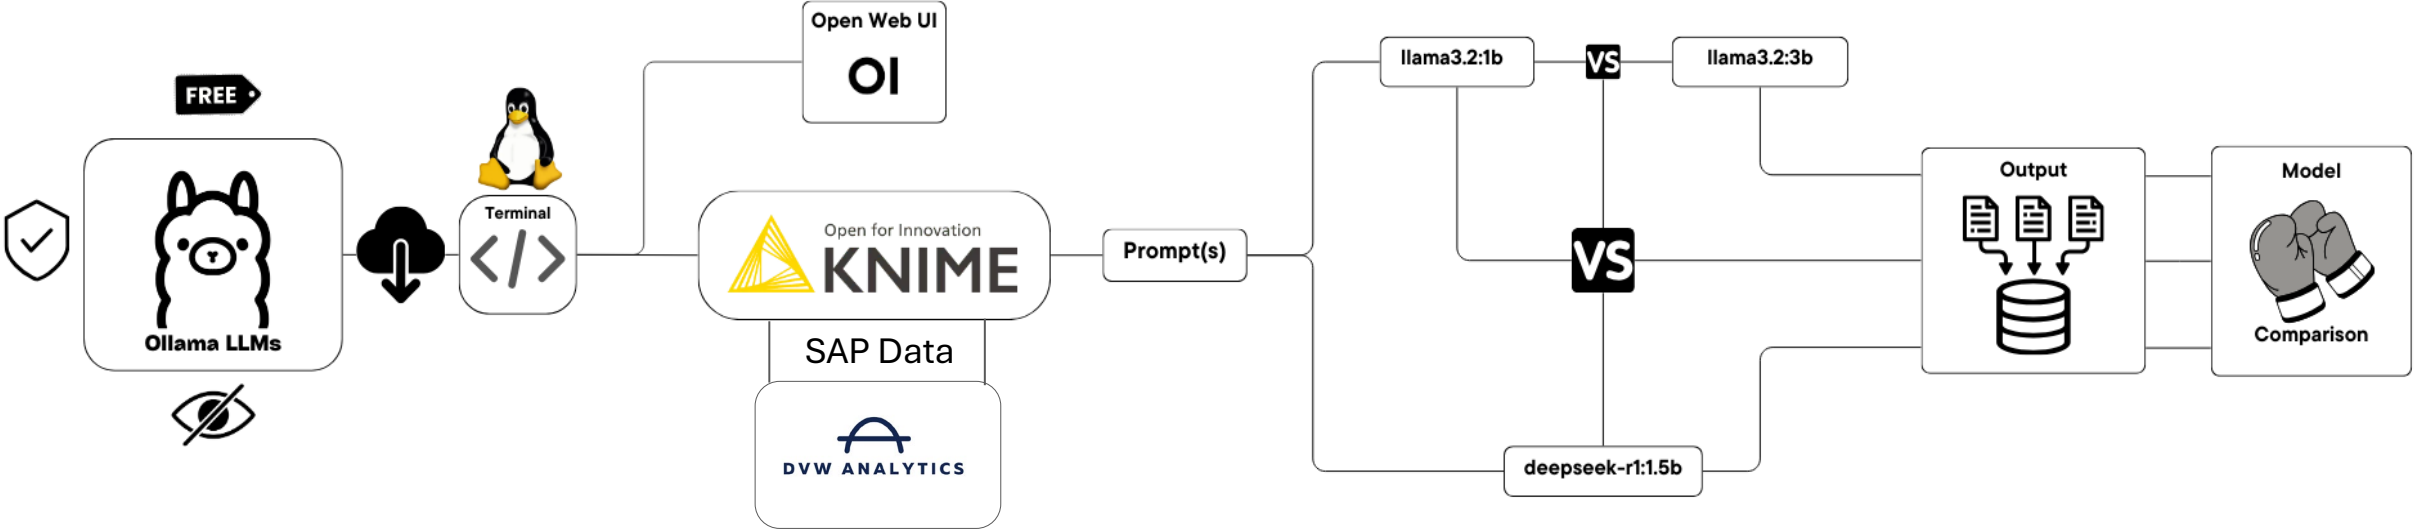 FREE
Ollama LLMs
Terminal
</>
Open Web UI
OI
Open for Innovation
KNIME
SAP Data
DVW ANALYTICS
Prompt(s)
llama3.2:1b
VS
llama3.2:3b
VS
deepseek-r1:1.5b
Output
Model
Comparison